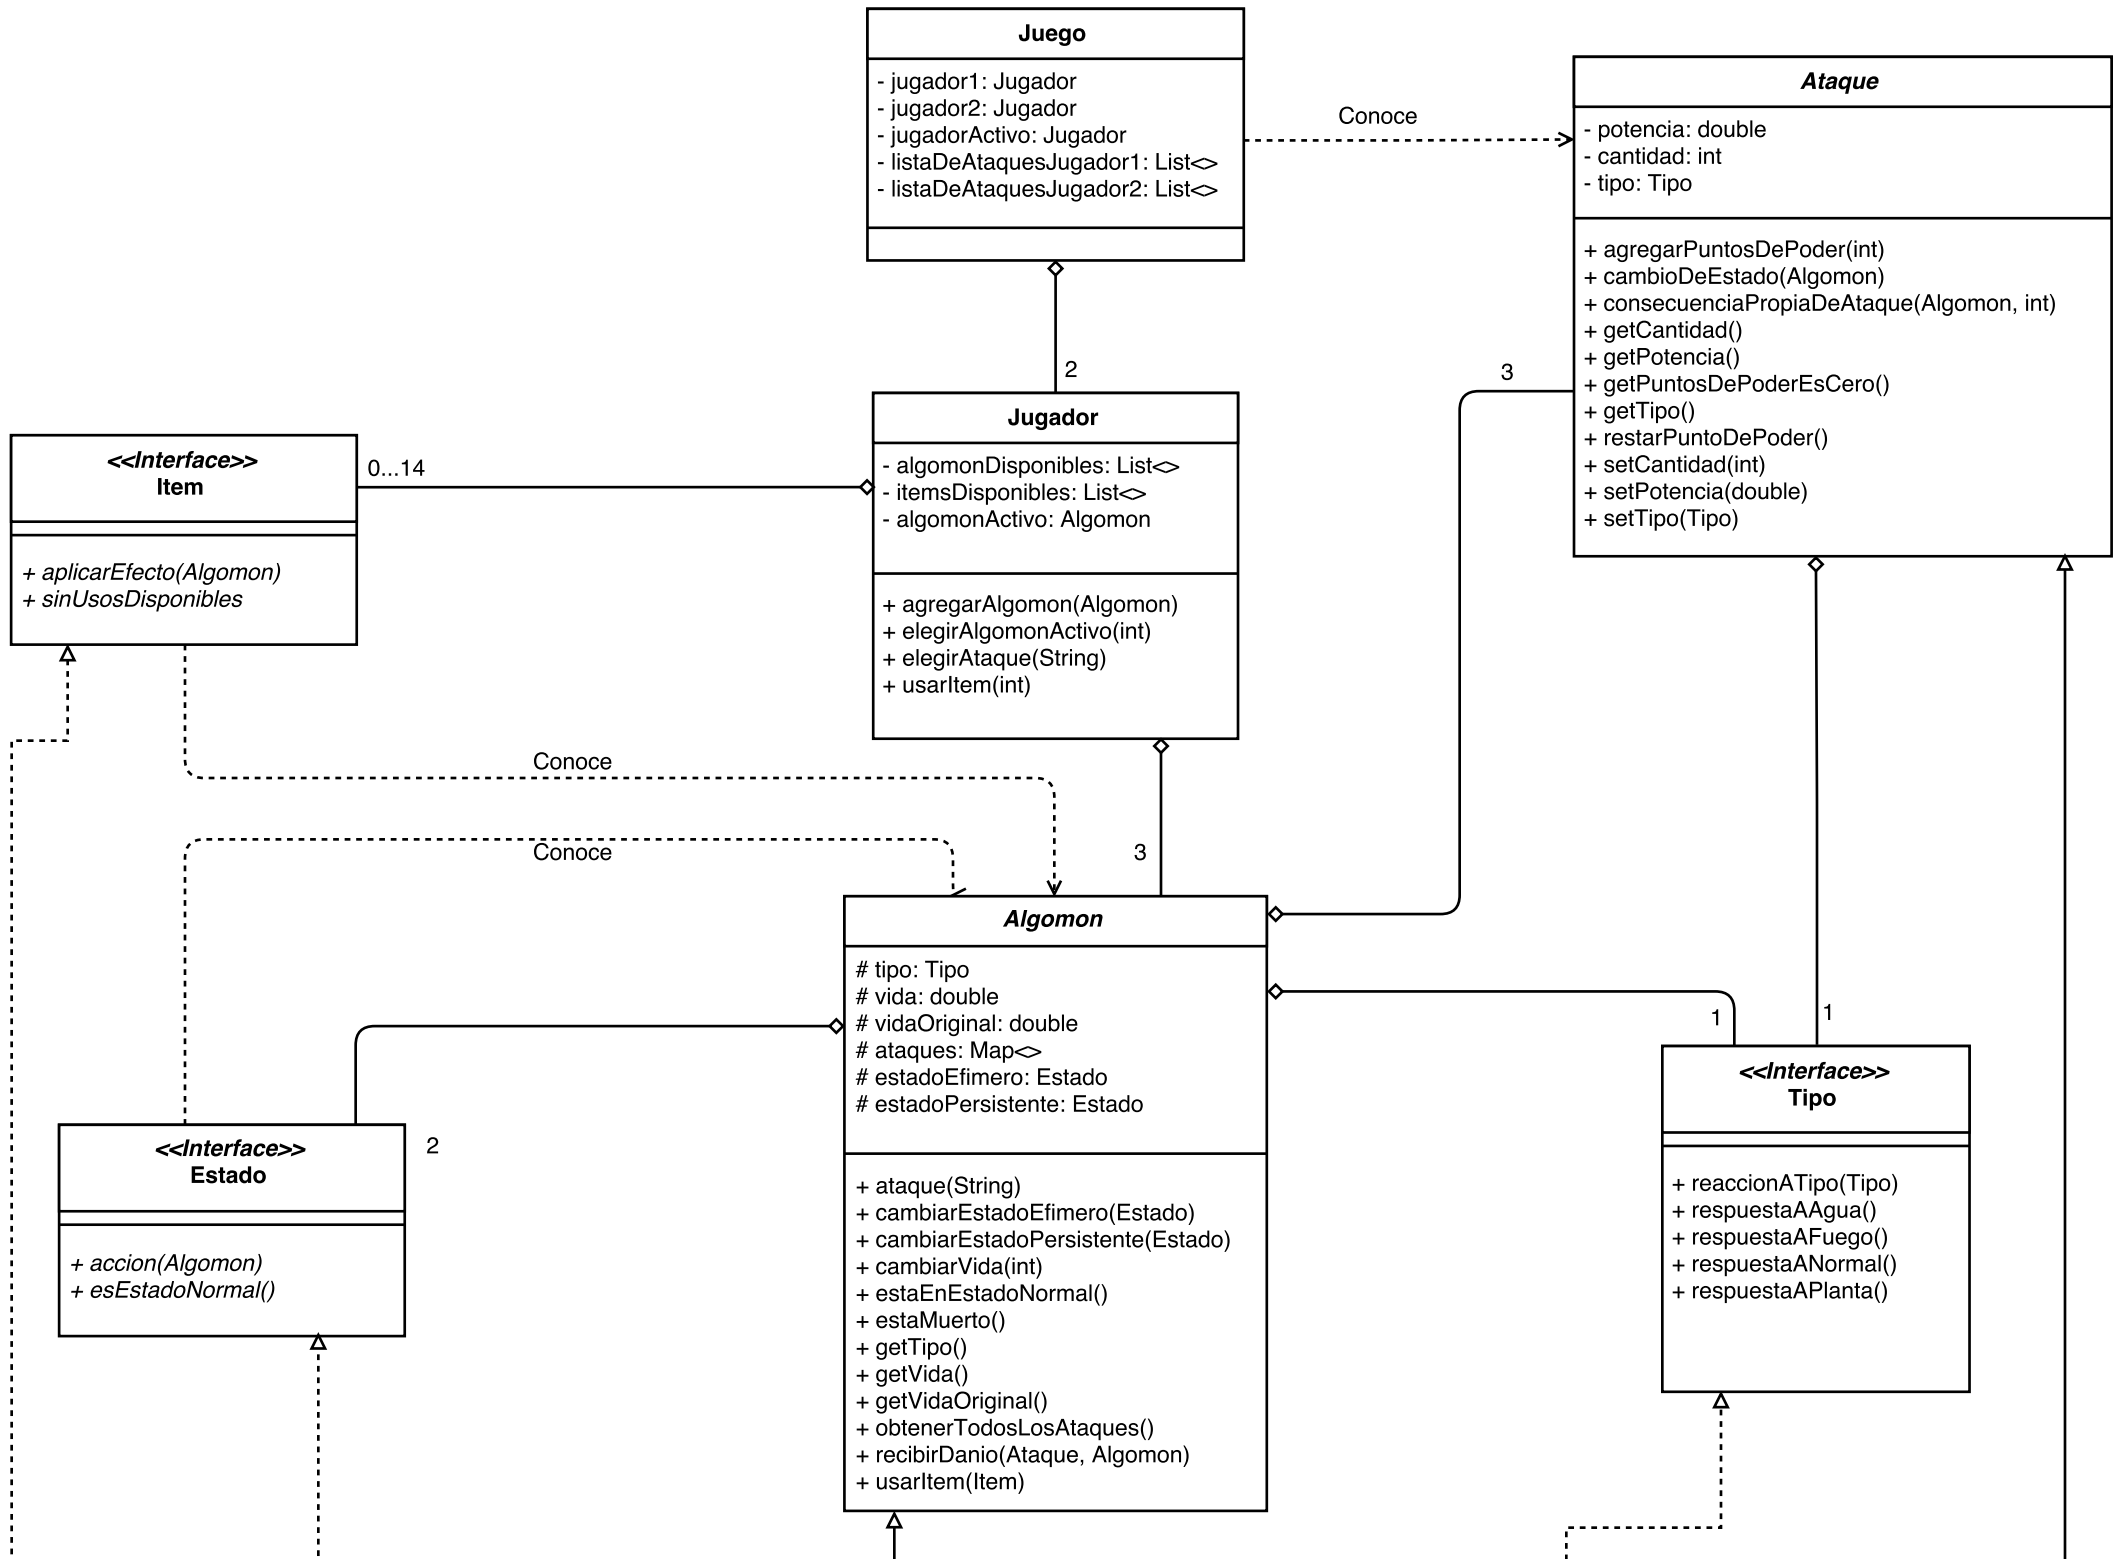 Juego
- jugador1: Jugador
- jugador2: Jugador
- jugadorActivo: Jugador
- listaDeAtaquesJugador1: List<>
- listaDeAtaquesJugador2: List<>
Conoce
Ataque
- potencia: double
- cantidad: int
- tipo: Tipo
+ agregarPuntosDePoder(int)
+ cambioDeEstado(Algomon)
+ consecuenciaPropiaDeAtaque(Algomon, int)
+ getCantidad()
+ getPotencia()
+ getPuntosDePoderEsCero()
+ getTipo()
+ restarPuntoDePoder()
+ setCantidad(int)
+ setPotencia(double)
+ setTipo(Tipo)
2
3
Jugador
- algomonDisponibles: List<>
- itemsDisponibles: List<>
- algomonActivo: Algomon
+ agregarAlgomon(Algomon)
+ elegirAlgomonActivo(int)
+ elegirAtaque(String)
+ usarItem(int)
0...14
<<Interface>>
Item
+ aplicarEfecto(Algomon)
+ sinUsosDisponibles
Conoce
Conoce
3
Algomon
# tipo: Tipo
# vida: double
# vidaOriginal: double
# ataques: Map<>
# estadoEfimero: Estado
# estadoPersistente: Estado
+ ataque(String)
+ cambiarEstadoEfimero(Estado)
+ cambiarEstadoPersistente(Estado)
+ cambiarVida(int)
+ estaEnEstadoNormal()
+ estaMuerto()
+ getTipo()
+ getVida()
+ getVidaOriginal()
+ obtenerTodosLosAtaques()
+ recibirDanio(Ataque, Algomon)
+ usarItem(Item)
2
<<Interface>>
Estado
+ accion(Algomon)
+ esEstadoNormal()
1
1
<<Interface>>
Tipo
+ reaccionATipo(Tipo)
+ respuestaAAgua()
+ respuestaAFuego()
+ respuestaANormal()
+ respuestaAPlanta()